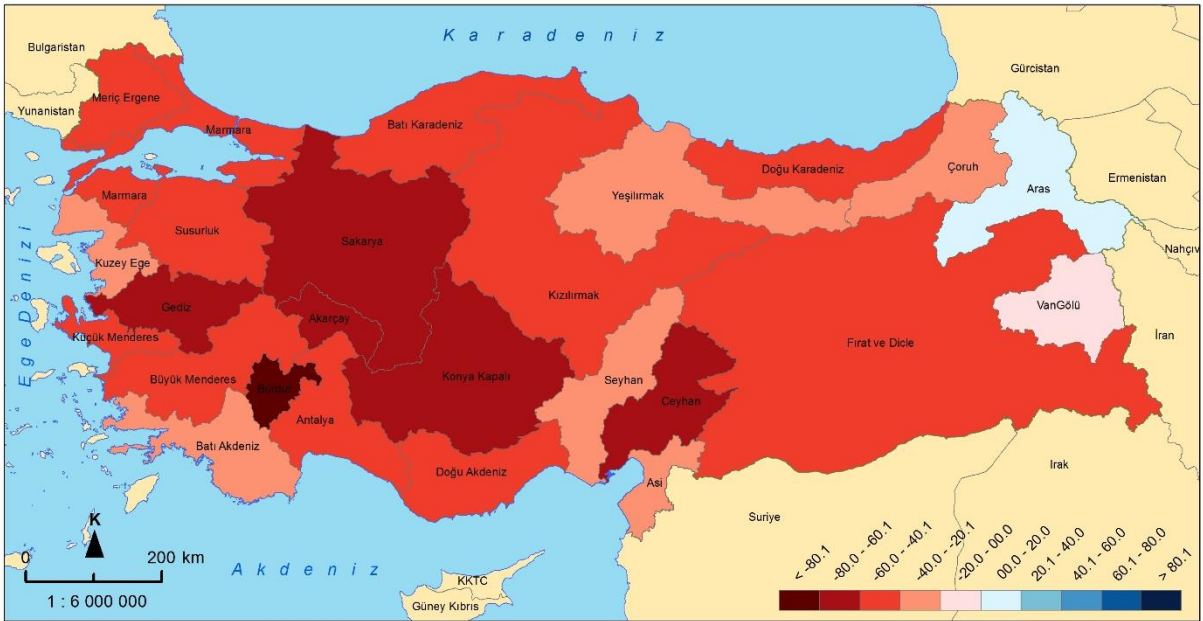 Karadeniz
Bulgaristan
Gürcistan
Meriç Ergene
Yunanistan
Marmara
Batı Karadeniz
Doğu Karadeniz
Çoruh
Ermenistan
Aras
Marmara
Yeşilırmak
Susurluk
Sakarya
Nahçıv
Kuzey Ege
Ege Denizi
Gediz
Kızılırmak
VanGölü
Akarçay
İran
Küçük Menderes
Fırat ve Dicle
Büyük Menderes
Burdur
Konya Kapalı
Seyhan
Ceyhan
Antalya
Batı Akdeniz
Doğu Akdeniz
Irak
Asi
Suriye
K
0 200 km
Akdeniz
KKTC
1 : 6 000 000
Güney Kıbrıs
< -80.1
-80.0 - -60.1
-60.0 - -40.1
-40.0 - -20.1
-20.0 - 00.0
00.0 - 20.0
20.1 - 40.0
40.1 - 60.0
60.1 - 80.0
> 80.1